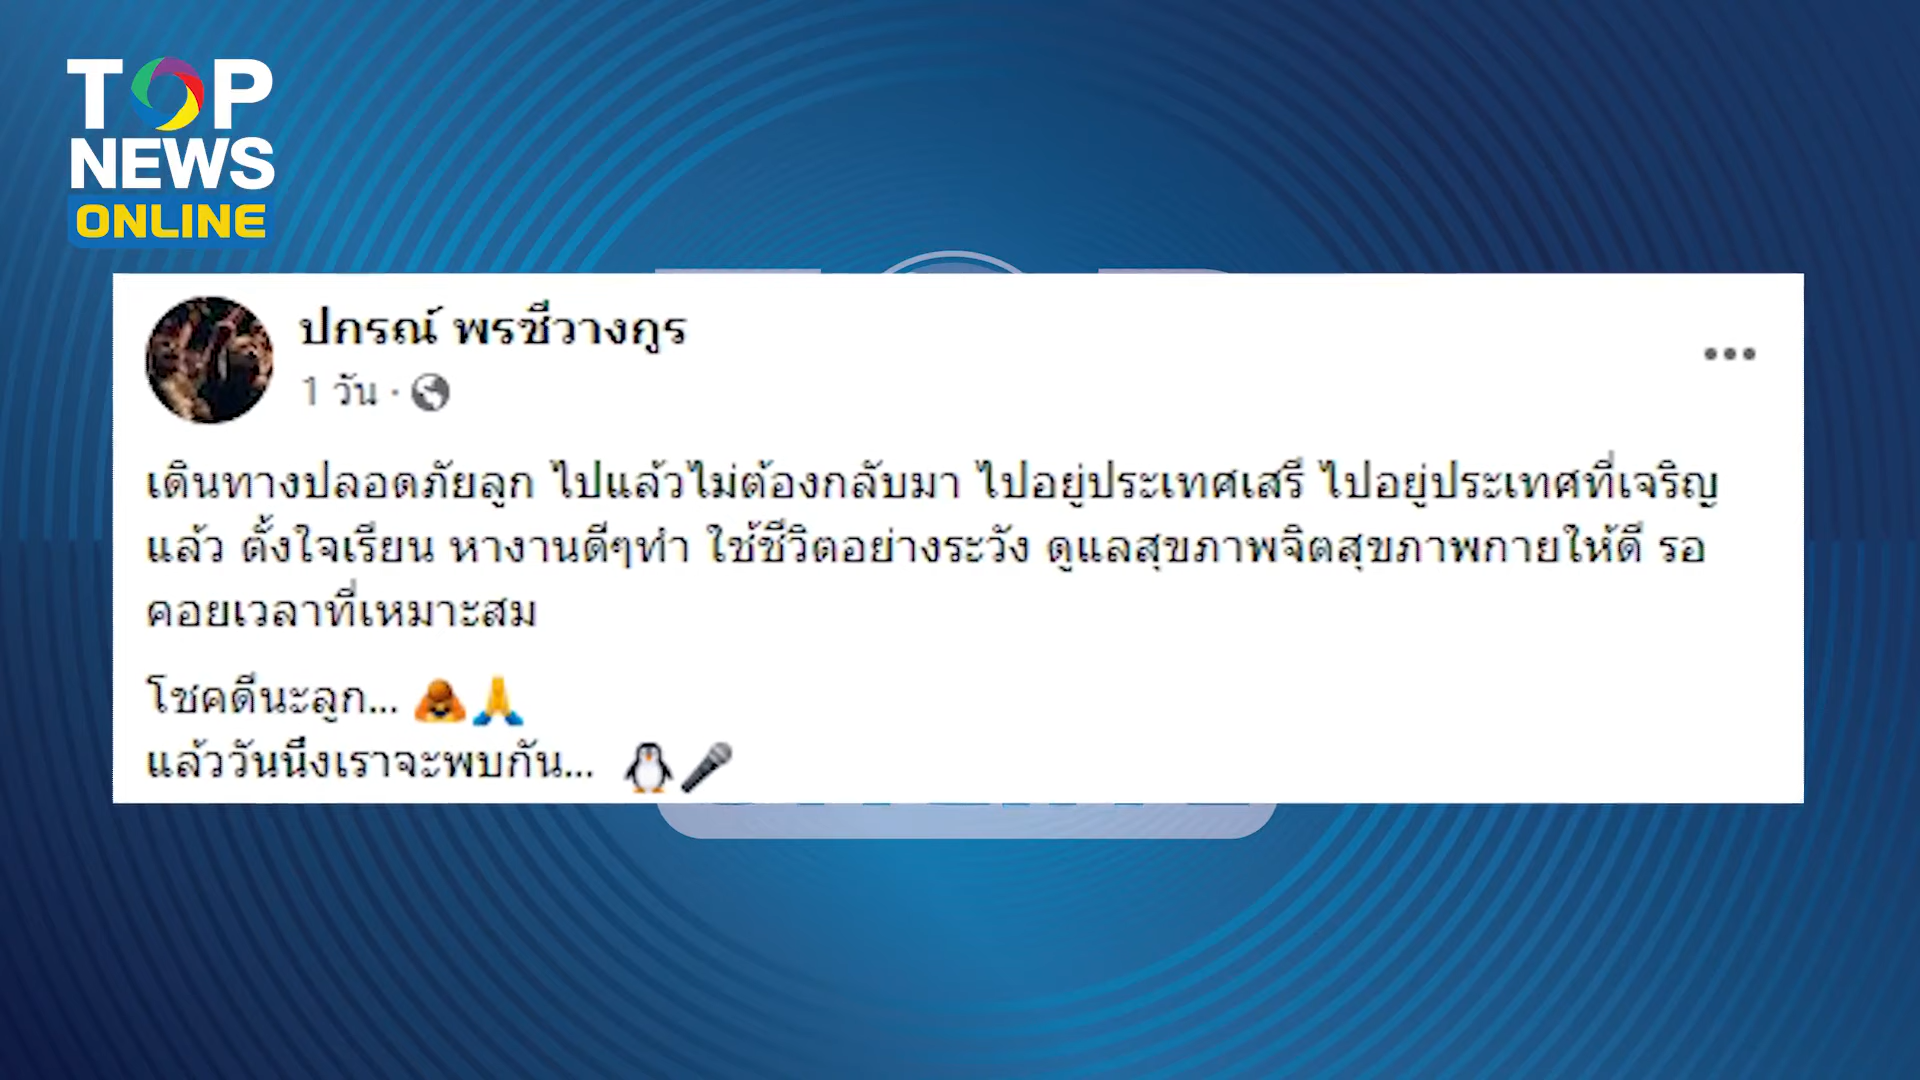 TOP
NEWS
ONLINE
ปกรณ์ พรชีวางกูร
1 วัน ·
เดินทางปลอดภัยลูก ไปแล้วไม่ต้องกลับมา ไปอยู่ประเทศเสรี ไปอยู่ประเทศที่เจริญ
แล้ว ตั้งใจเรียน หางานดีๆทำ ใช้ชีวิตอย่างระวัง ดูแลสุขภาพจิตสุขภาพกายให้ดี รอ
คอยเวลาที่เหมาะสม
โชคดีนะลูก... 🙇🙏
แล้ววันนึงเราจะพบกัน... 🐧🎤